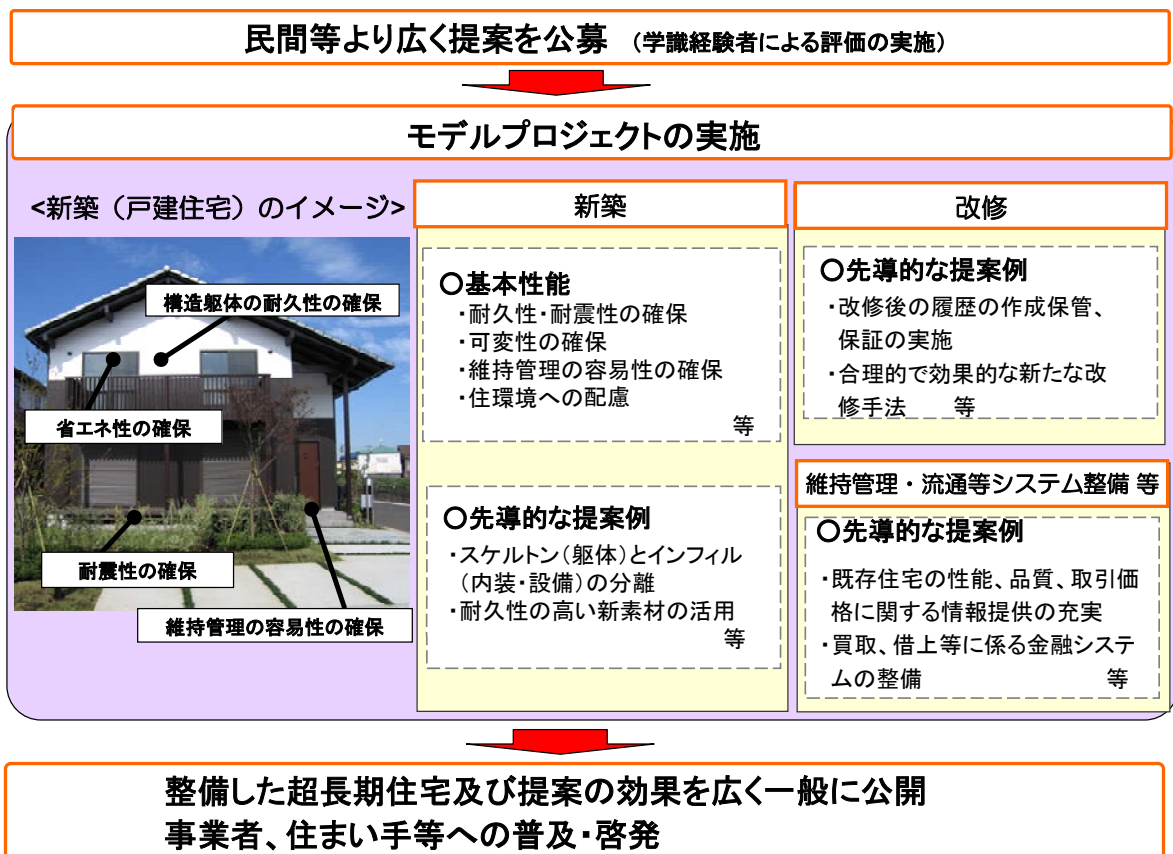 民間等より広く提案を公募 （学識経験者による評価の実施）
モデルプロジェクトの実施
<新築（戸建住宅）のイメージ>
構造躯体の耐久性の確保
省エネ性の確保
耐震性の確保
維持管理の容易性の確保
新築
○基本性能
・耐久性・耐震性の確保
・可変性の確保
・維持管理の容易性の確保
・住環境への配慮
等
○先導的な提案例
・スケルトン（躯体）とインフィル
（内装・設備）の分離
・耐久性の高い新素材の活用
等
改修
○先導的な提案例
・改修後の履歴の作成保管、
保証の実施
・合理的で効果的な新たな改
修手法 等
維持管理・流通等システム整備 等
○先導的な提案例
・既存住宅の性能、品質、取引価
格に関する情報提供の充実
・買取、借上等に係る金融システ
ムの整備 等
整備した超長期住宅及び提案の効果を広く一般に公開
事業者、住まい手等への普及・啓発